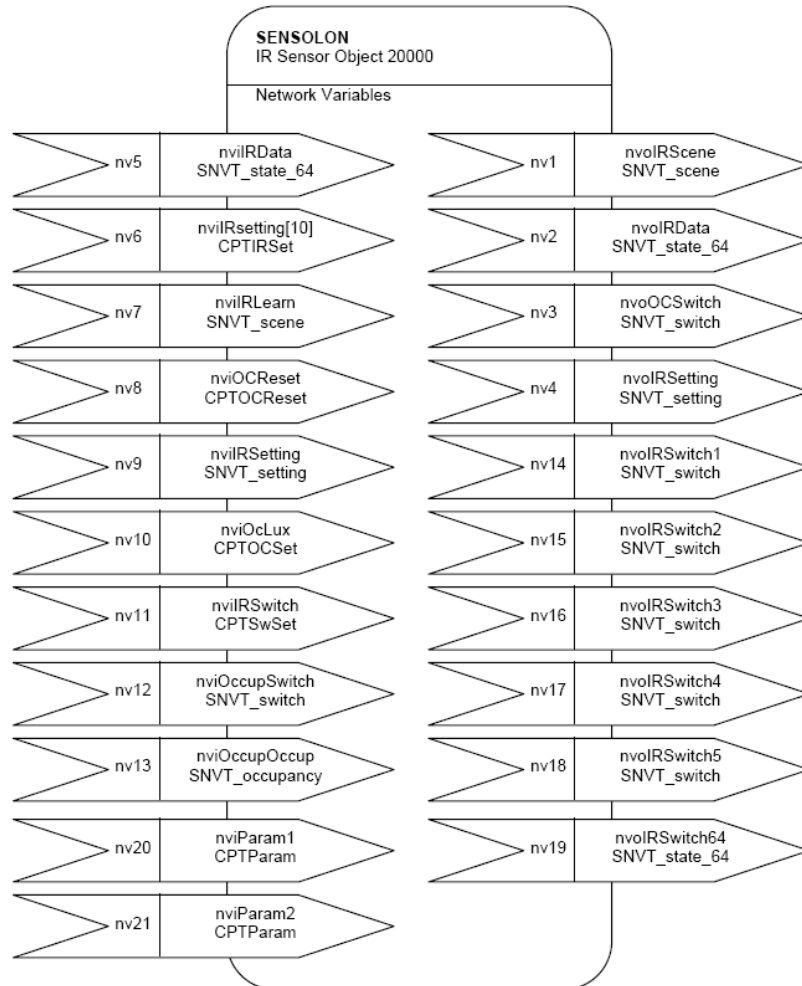 SENSOLON
IR Sensor Object 20000
Network Variables
nv5
nviIRData
SNVT_state_64
nv1
nvoIRScene
SNVT_scene
nv6
nviIRsetting[10]
CPTIRSet
nv2
nvoIRData
SNVT_state_64
nv7
nviIRLearn
SNVT_scene
nv3
nvoOCSwitch
SNVT_switch
nv8
nviOCReset
CPTOCReset
nv4
nvoIRSetting
SNVT_setting
nv9
nviIRSetting
SNVT_setting
nv14
nvoIRSwitch1
SNVT_switch
nv10
nviOcLux
CPTOCSet
nv15
nvoIRSwitch2
SNVT_switch
nv11
nviIRSwitch
CPTSwSet
nv16
nvoIRSwitch3
SNVT_switch
nv12
nviOccupSwitch
SNVT_switch
nv17
nvoIRSwitch4
SNVT_switch
nv13
nviOccupOccup
SNVT_occupancy
nv18
nvoIRSwitch5
SNVT_switch
nv20
nviParam1
CPTParam
nv19
nvoIRSwitch64
SNVT_state_64
nv21
nviParam2
CPTParam